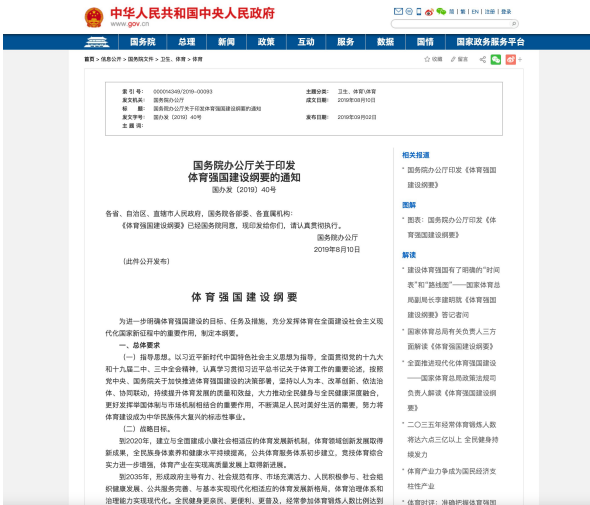 中华人民共和国中央人民政府
www.gov.cn
简 | 繁 | EN | 注册 | 登录
国务院 总理 新闻 政策 互动 服务 数据 国情 国家政务服务平台
首页 > 信息公开 > 国务院文件 > 卫生、体育 > 体育
收藏 留言
索 引 号： 000014349/2019-00093 主题分类： 卫生、体育\体育
发文机关： 国务院办公厅 成文日期： 2019年08月10日
标 题： 国务院办公厅关于印发体育强国建设纲要的通知
发文字号： 国办发〔2019〕40号 发布日期： 2019年09月02日
主 题 词：
国务院办公厅关于印发
体育强国建设纲要的通知
国办发〔2019〕40号
各省、自治区、直辖市人民政府，国务院各部委、各直属机构：
《体育强国建设纲要》已经国务院同意，现印发给你们，请认真贯彻执行。
国务院办公厅
2019年8月10日
（此件公开发布）
体育强国建设纲要
为进一步明确体育强国建设的目标、任务及措施，充分发挥体育在全面建设社会主义现
代化国家新征程中的重要作用，制定本纲要。
一、总体要求
（一）指导思想。以习近平新时代中国特色社会主义思想为指导，全面贯彻党的十九大
和十九届二中、三中全会精神，认真学习贯彻习近平总书记关于体育工作的重要论述，按照
党中央、国务院关于加快推进体育强国建设的决策部署，坚持以人为本、改革创新、依法治
体、协同联动，持续提升体育发展的质量和效益，大力推动全民健身与全民健康深度融合，
更好发挥举国体制与市场机制相结合的重要作用，不断满足人民对美好生活的需要，努力将
体育建设成为中华民族伟大复兴的标志性事业。
（二）战略目标。
到2020年，建立与全面建成小康社会相适应的体育发展新机制，体育领域创新发展取得
新成果，全民族身体素养和健康水平持续提高，公共体育服务体系初步建立，竞技体育综合
实力进一步增强，体育产业在实现高质量发展上取得新进展。
到2035年，形成政府主导有力、社会规范有序、市场充满活力、人民积极参与、社会组
织健康发展、公共服务完善、与基本实现现代化相适应的体育发展新格局，体育治理体系和
治理能力实现现代化。全民健身更亲民、更便利、更普及，经常参加体育锻炼人数比例达到
相关报道
国务院办公厅印发《体育强国
建设纲要》
图解
图表：国务院办公厅印发《体
育强国建设纲要》
解读
建设体育强国有了明确的“时间
表”和“路线图”——国家体育总
局副局长李建明就《体育强国
建设纲要》答记者问
国家体育总局有关负责人三方
面解读《体育强国建设纲要》
全面推进现代化体育强国建设
——国家体育总局政策法规司
负责人解读《体育强国建设纲
要》
二〇三五年经常锻炼人数
将达六点三亿以上 全民健身持
续发力
体育产业力争成为国民经济支
柱性产业
体育时评：准确把握体育强国